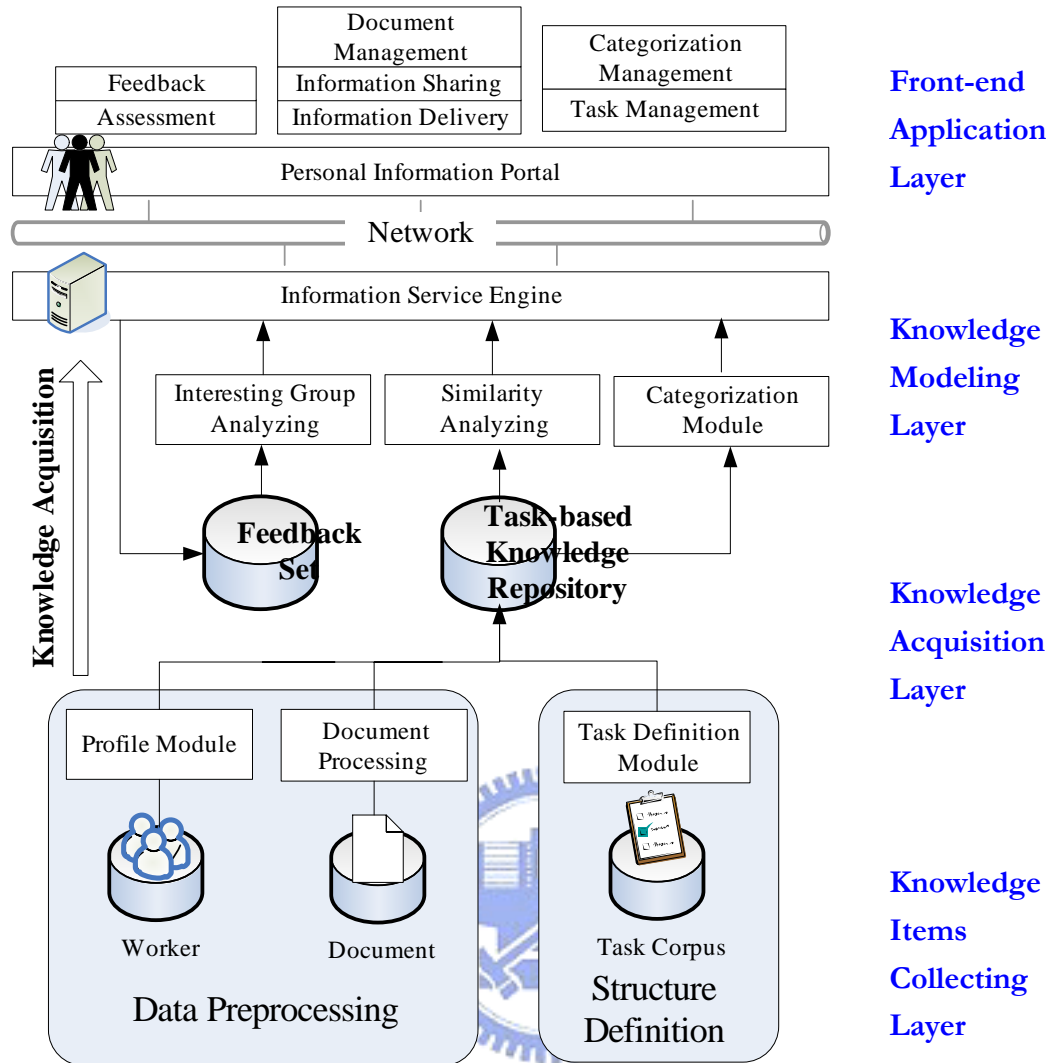 Document
Management
Information Sharing
Information Delivery
Categorization
Management
Task Management
Feedback
Assessment
Front-end
Application
Layer
Personal Information Portal
Network
Information Service Engine
Knowledge Acquisition
Interesting Group
Analyzing
Similarity
Analyzing
Categorization
Module
Knowledge
Modeling
Layer
Feedback
Set
Task-based
Knowledge
Repository
Knowledge
Acquisition
Layer
Profile Module
Document
Processing
Task Definition
Module
Worker
Document
Task Corpus
Data Preprocessing
Structure
Definition
Knowledge
Items
Collecting
Layer